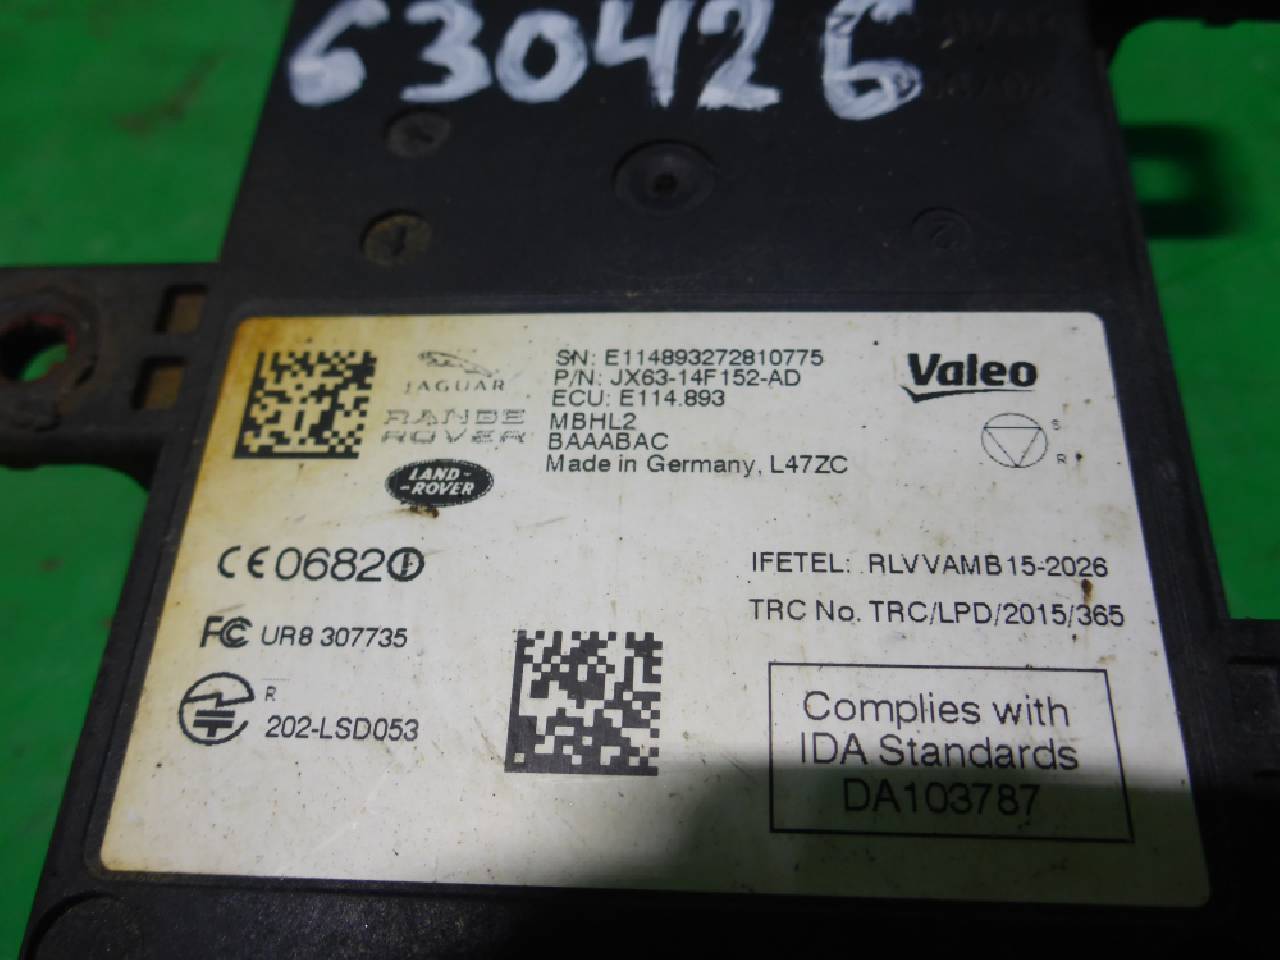 630426
SN: E114893272810775
P/N: JX63-14F152-AD
ECU: E114.893
MBHL2
BAAABAC
Made in Germany, L47ZC
JAGUAR
RANGE
ROVER
LAND-
-ROVER
Valeo
S
R
CE0682
IFETEL: RLVVAMB15-2026
TRC No. TRC/LPD/2015/365
FC UR8 307735
R
202-LSD053
Complies with
IDA Standards
DA103787